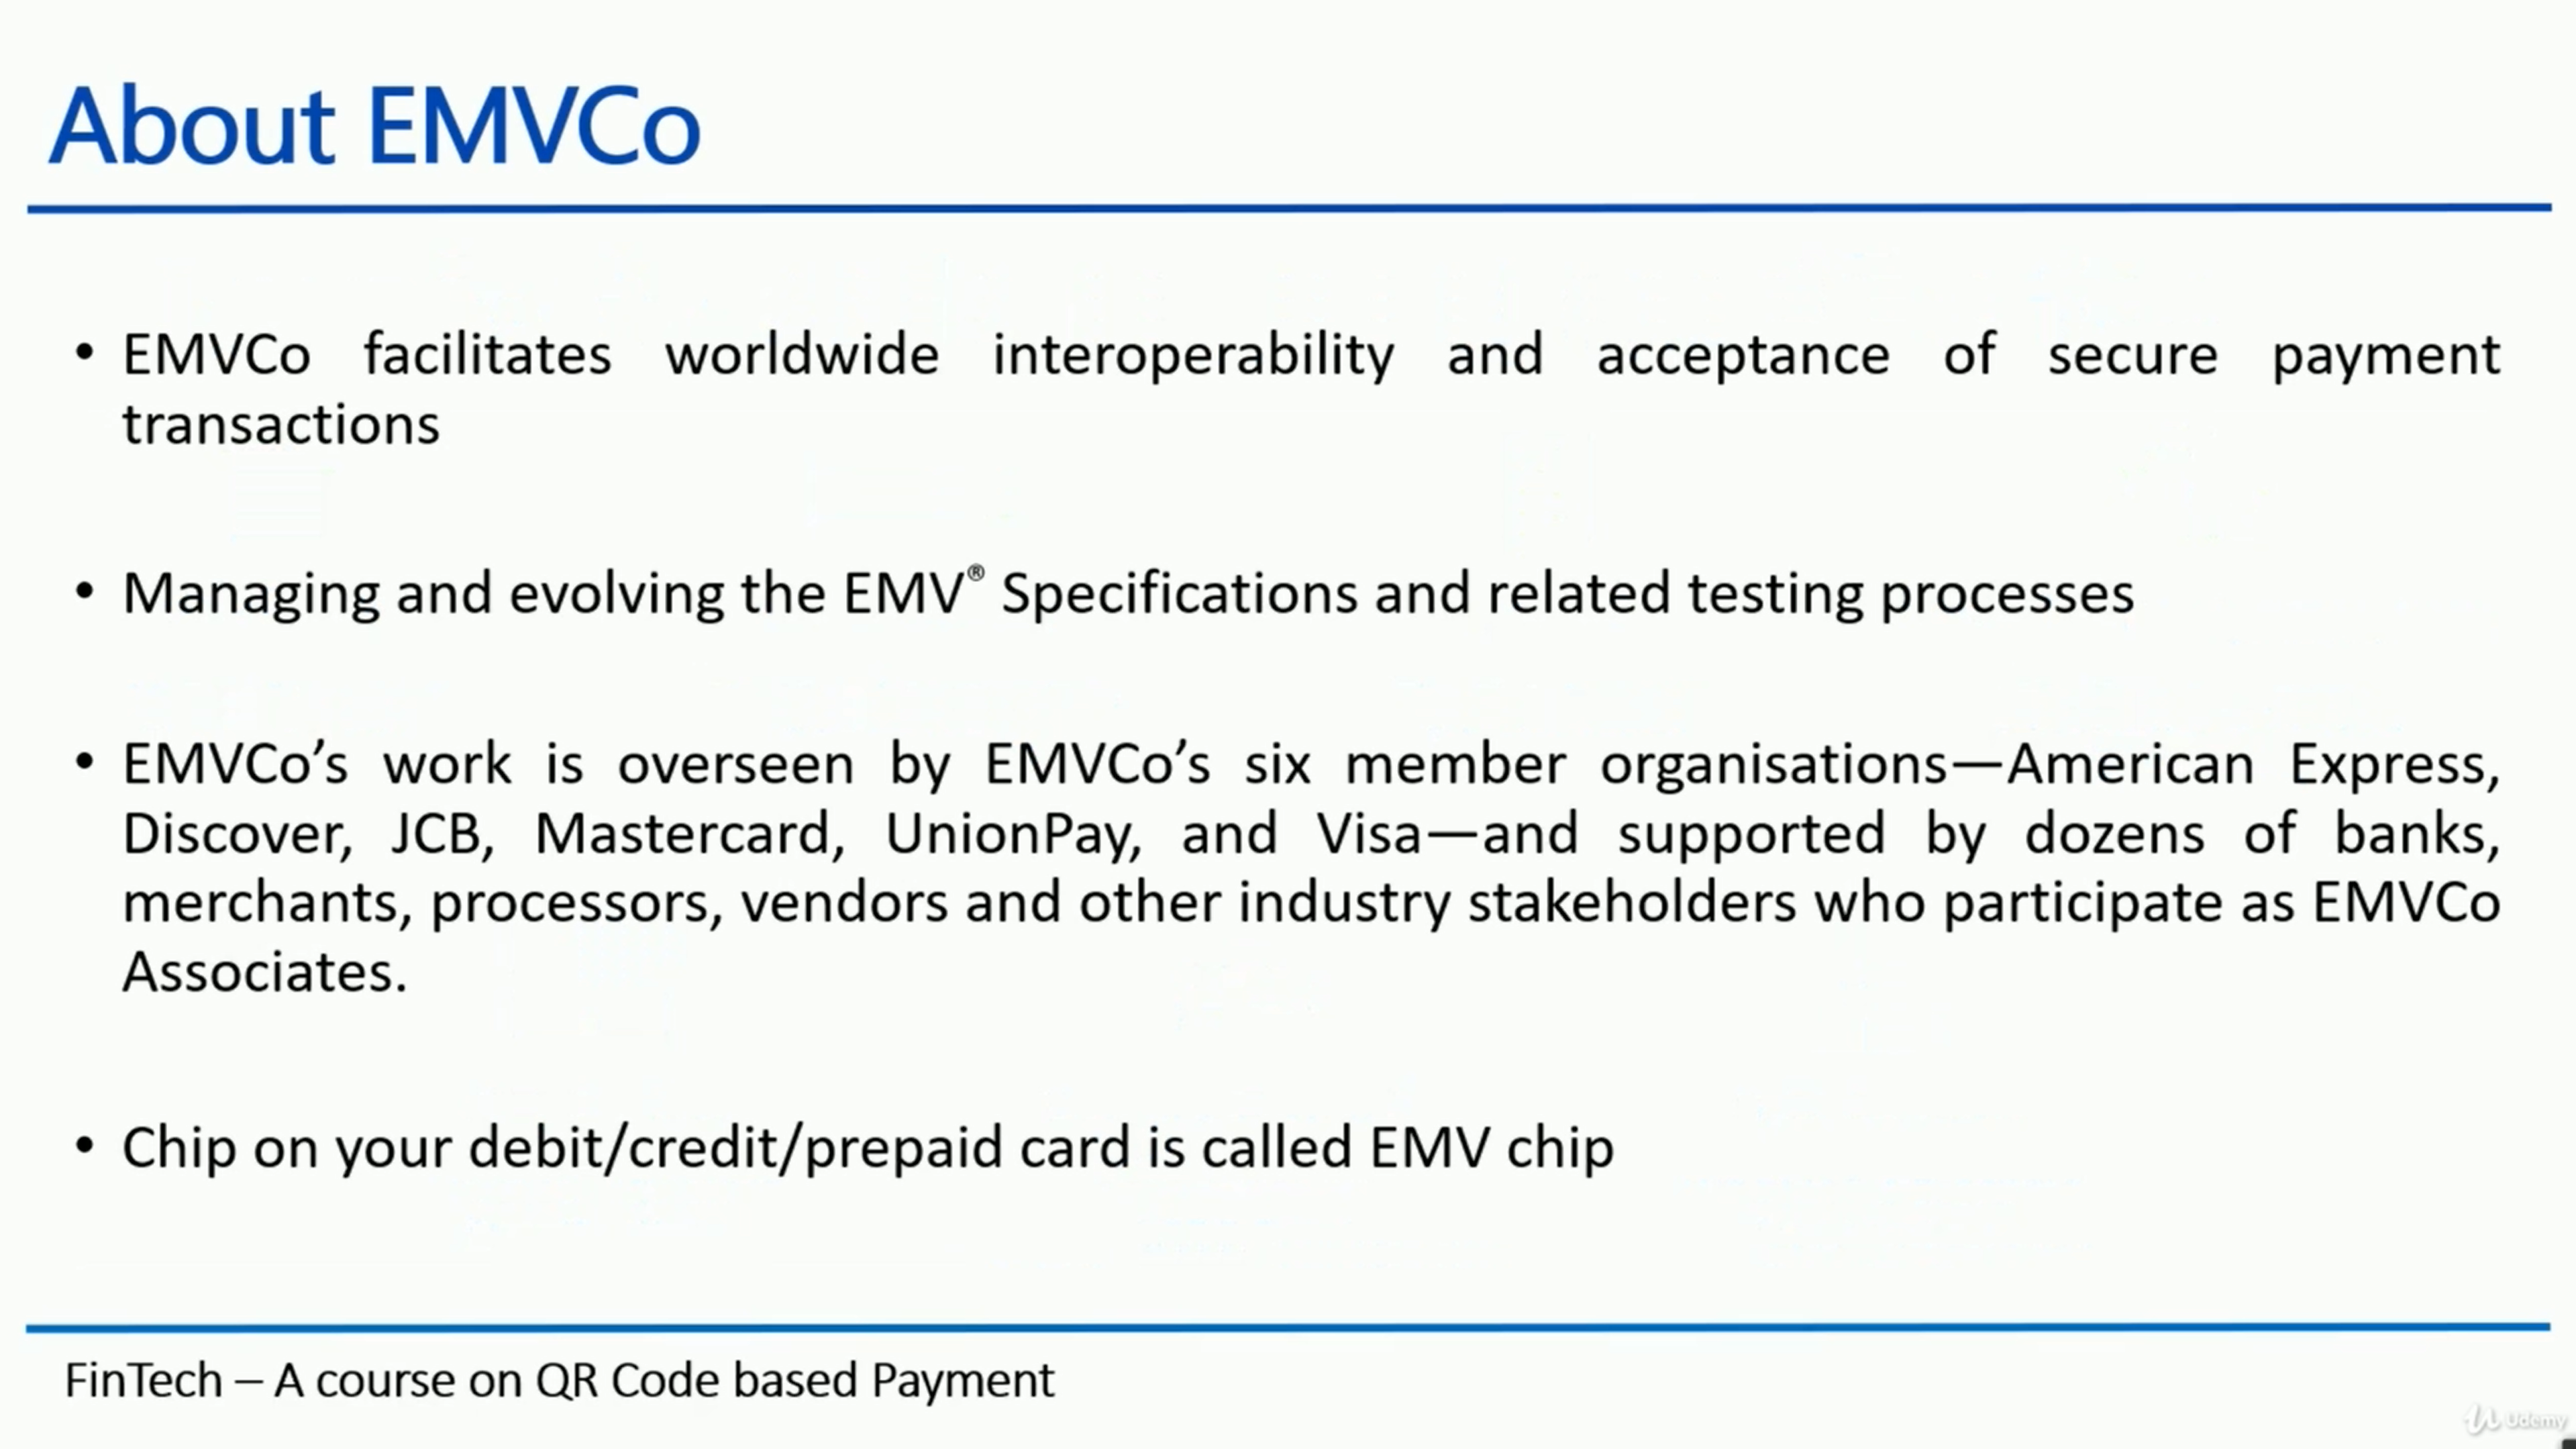 About EMVCo
• EMVCo facilitates worldwide interoperability and acceptance of secure payment
transactions
• Managing and evolving the EMV® Specifications and related testing processes
• EMVCo’s work is overseen by EMVCo’s six member organisations—American Express,
Discover, JCB, Mastercard, UnionPay, and Visa—and supported by dozens of banks,
merchants, processors, vendors and other industry stakeholders who participate as EMVCo
Associates.
• Chip on your debit/credit/prepaid card is called EMV chip
FinTech – A course on QR Code based Payment
Udemy